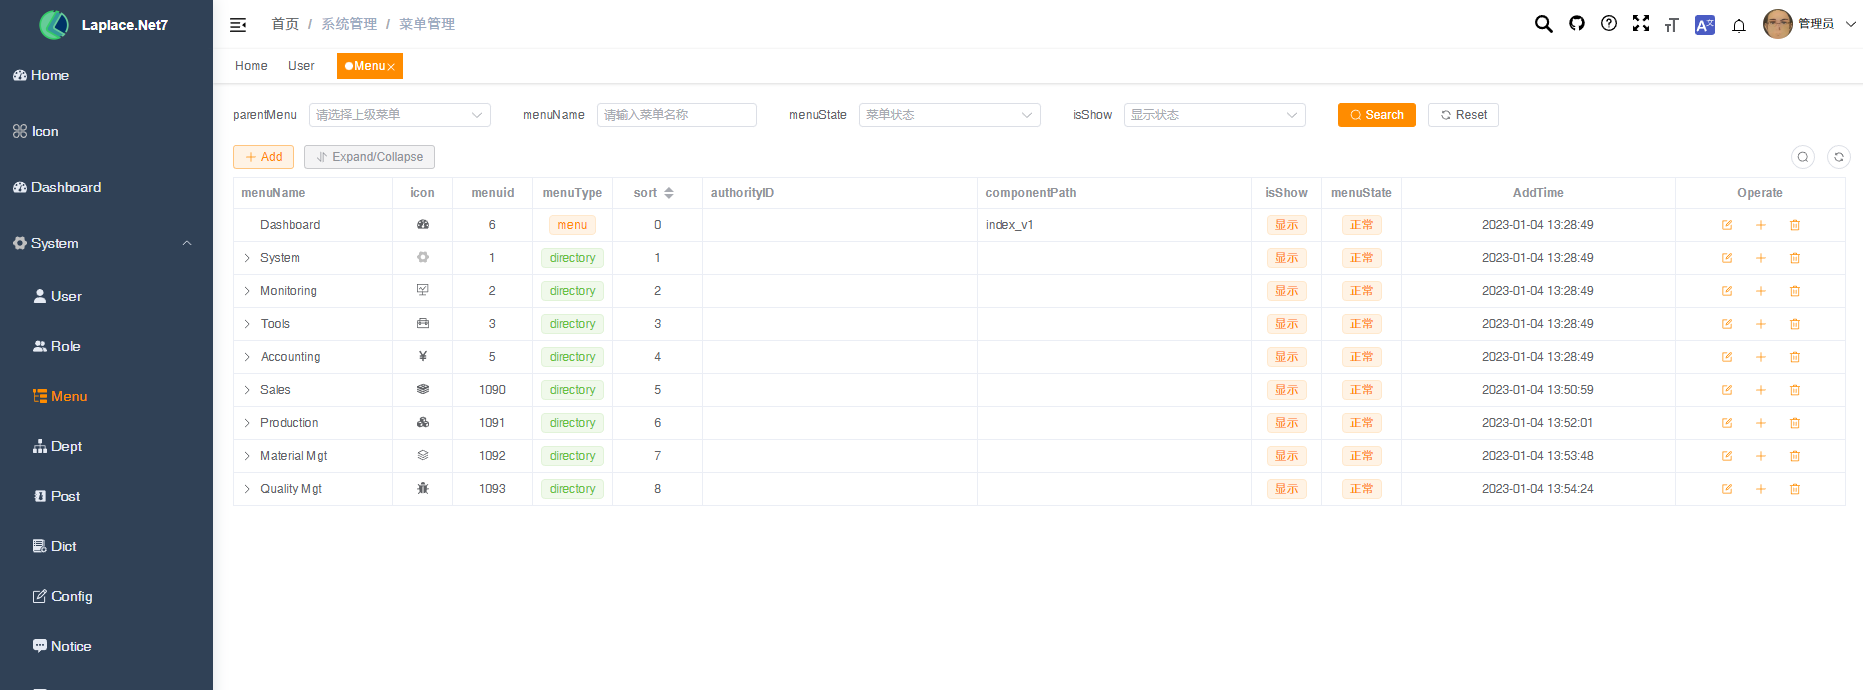 Laplace.Net7
首页 / 系统管理 / 菜单管理
管理员
Home User Menu
Home
Icon
Dashboard
System
User
Role
Menu
Dept
Post
Dict
Config
Notice
parentMenu 请选择上级菜单 menuName 请输入菜单名称 menuState 菜单状态 isShow 显示状态 Search Reset
Add Expand/Collapse
menuName icon menuid menuType sort authorityID componentPath isShow menuState AddTime Operate
Dashboard 6 menu 0 index_v1 显示 正常 2023-01-04 13:28:49
System 1 directory 1 显示 正常 2023-01-04 13:28:49
Monitoring 2 directory 2 显示 正常 2023-01-04 13:28:49
Tools 3 directory 3 显示 正常 2023-01-04 13:28:49
Accounting 5 directory 4 显示 正常 2023-01-04 13:28:49
Sales 1090 directory 5 显示 正常 2023-01-04 13:50:59
Production 1091 directory 6 显示 正常 2023-01-04 13:52:01
Material Mgt 1092 directory 7 显示 正常 2023-01-04 13:53:48
Quality Mgt 1093 directory 8 显示 正常 2023-01-04 13:54:24